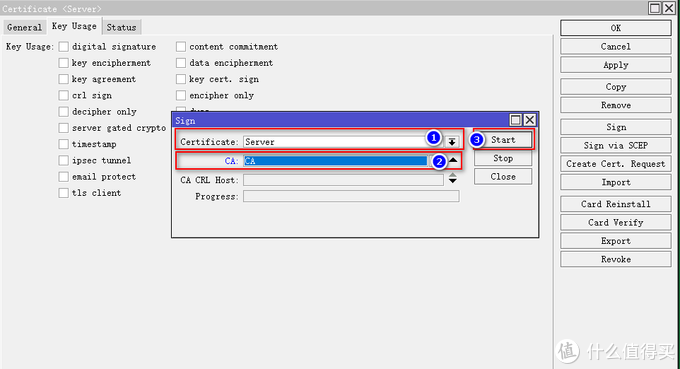 Certificate <Server>
General Key Usage Status
Key Usage: digital signature content commitment
key encipherment data encipherment
key agreement key cert. sign
crl sign encipher only
decipher only
server gated crypto
timestamp
ipsec tunnel
email protect
tls client
Sign
Certificate: Server 1
CA: CA 2
CA CRL Host:
Progress:
3 Start
Stop
Close
OK
Cancel
Apply
Copy
Remove
Sign
Sign via SCEP
Create Cert. Request
Import
Card Reinstall
Card Verify
Export
Revoke
值 什么值得买